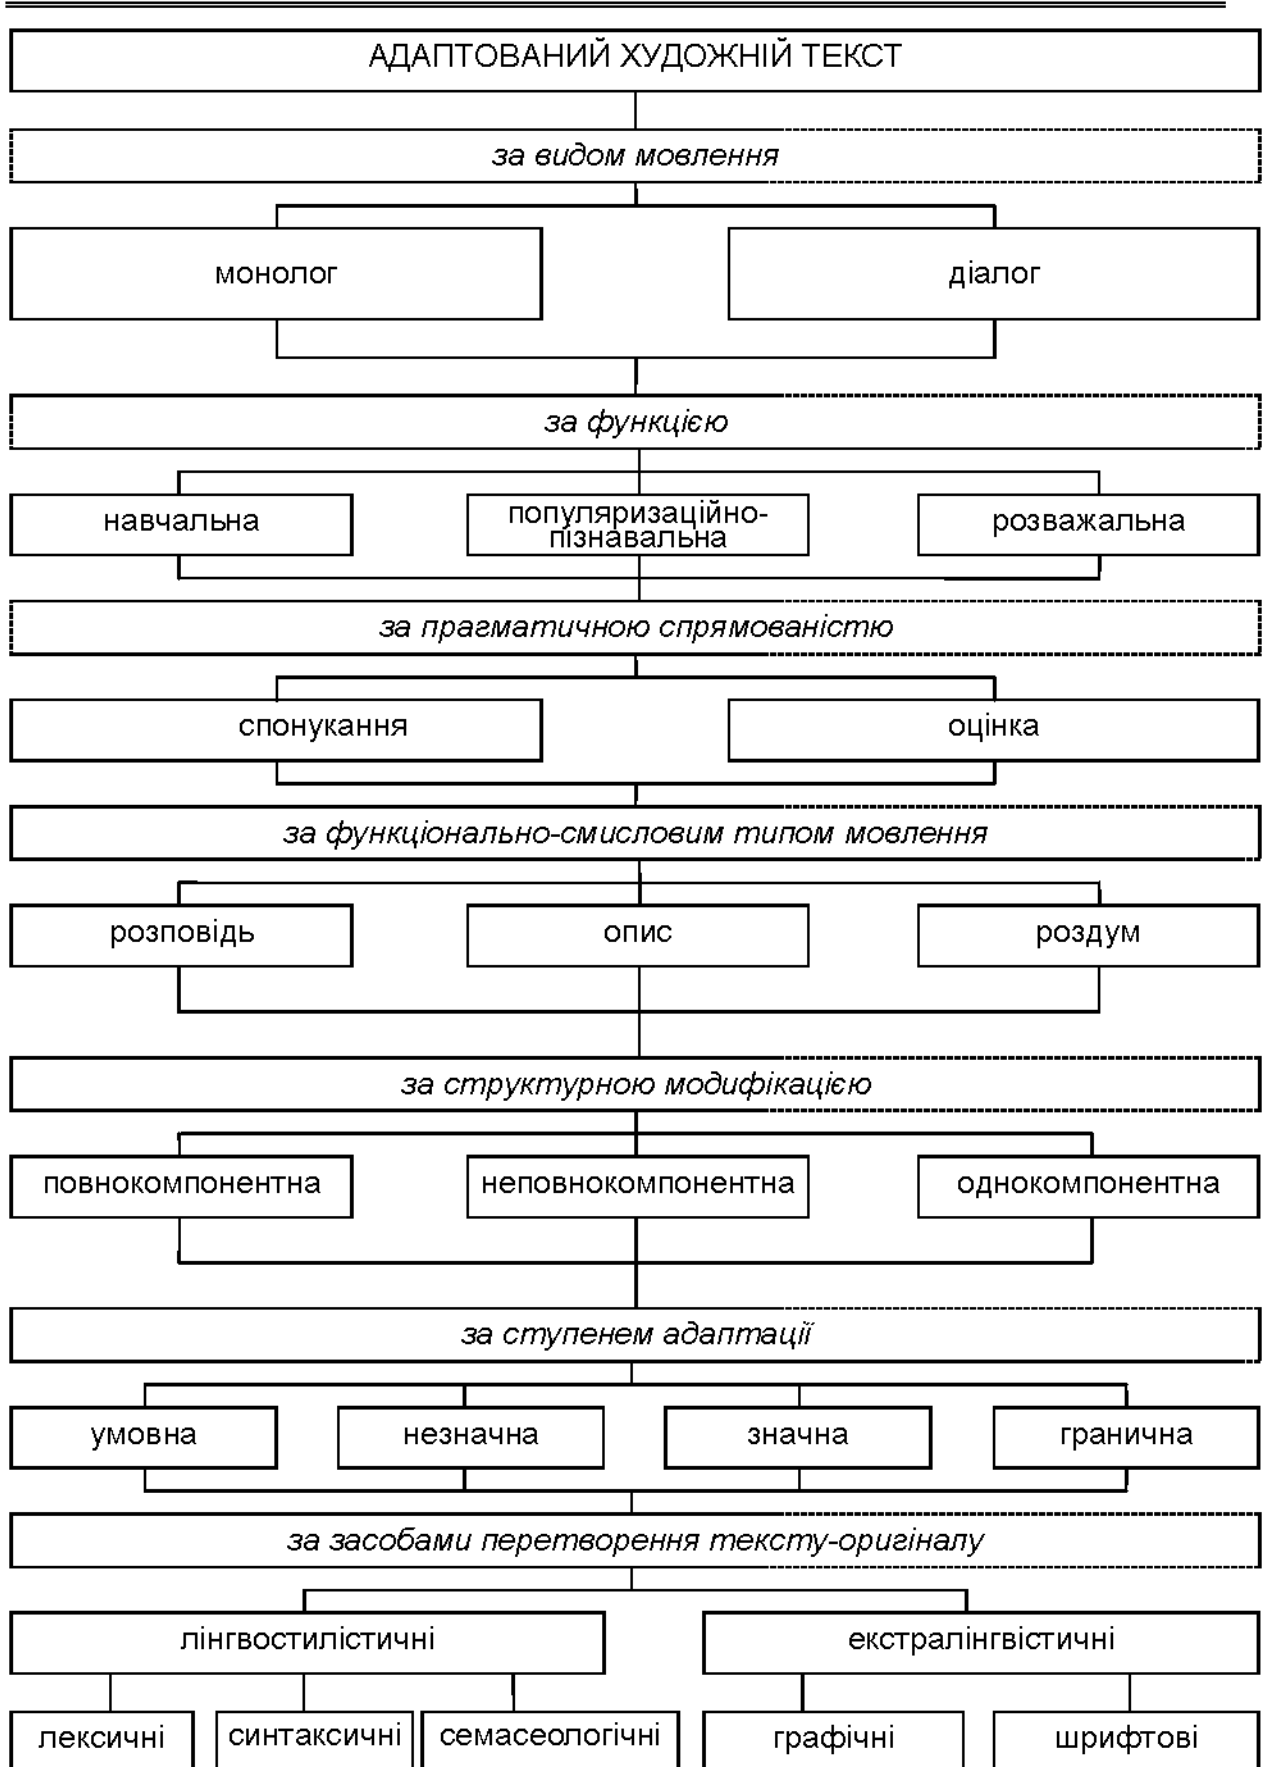 АДАПТОВАНИЙ ХУДОЖНІЙ ТЕКСТ
за видом мовлення
монолог діалог
за функцією
навчальна популяризаційно- розважальна
пізнавальна
за прагматичною спрямованістю
спонукання оцінка
за функціонально-смисловим типом мовлення
розповідь опис роздум
за структурною модифікацією
повнокомпонентна неповнокомпонентна однокомпонентна
за ступенем адаптації
умовна незначна значна гранична
за засобами перетворення тексту-оригіналу
лінгвостилістичні екстралінгвістичні
лексичні синтаксичні семасеологічні графічні шрифтові